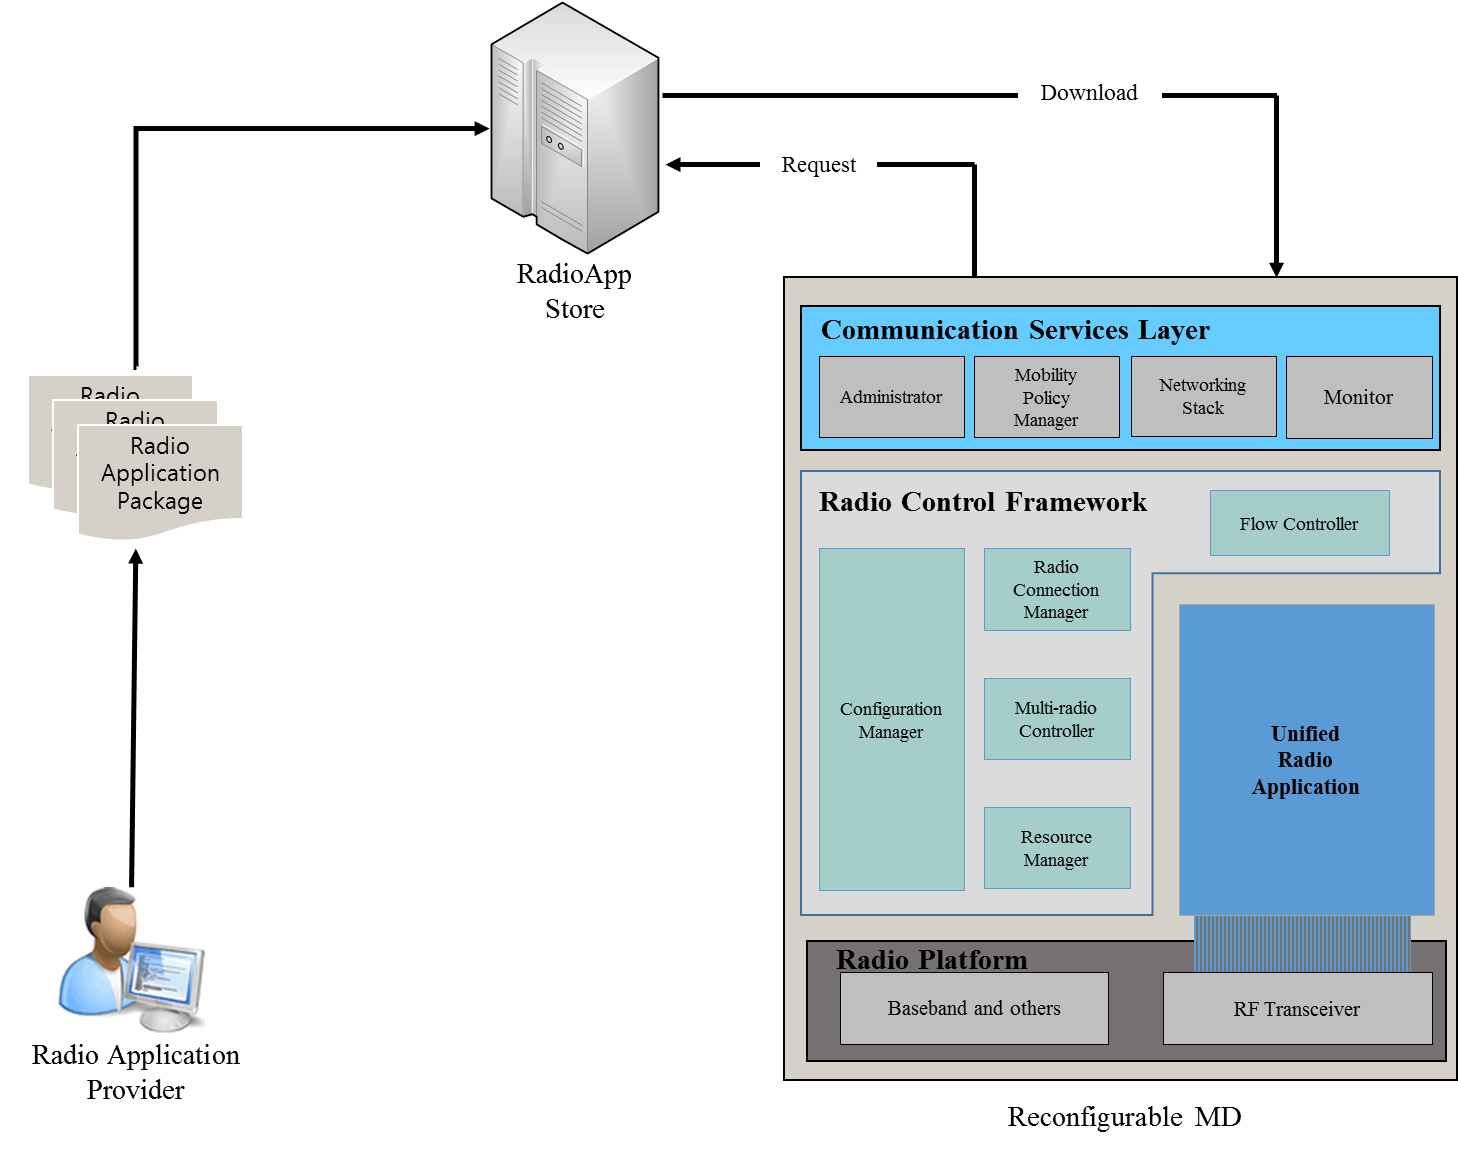 Download
Request
RadioApp
Store
Radio
Radio
Radio
Application
Package
Radio Application
Provider
Communication Services Layer
Administrator
Mobility
Policy
Manager
Networking
Stack
Monitor
Radio Control Framework
Flow Controller
Configuration
Manager
Radio
Connection
Manager
Multi-radio
Controller
Resource
Manager
Unified
Radio
Application
Radio Platform
Baseband and others
RF Transceiver
Reconfigurable MD